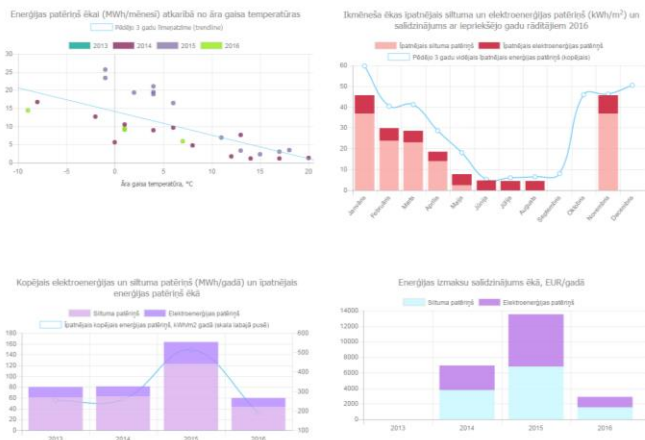 Enerģijas patēriņš ēkai (MWh/mēnesī) atkarībā no āra gaisa temperatūras
Pēdējo 3 gadu līmeņatzīme (trendline)
2013 2014 2015 2016
30
25
20
15
10
5
0
-10 -5 0 5 10 15 20
Āra gaisa temperatūra, °C
Ikmēneša ēkas īpatnējais siltuma un elektroenerģijas patēriņš (kWh/m²) un
salīdzinājums ar iepriekšējo gadu rādītājiem 2016
Īpatnējais siltuma patēriņš Īpatnējais elektroenerģijas patēriņš
Pēdējo 3 gadu vidējais īpatnējais enerģijas patēriņš (kopējais)
60
50
40
30
20
10
0
Janvāris Februāris Marts Aprīlis Maijs Jūnijs Jūlijs Augusts Septembris Oktobris Novembris Decembris
Kopējais elektroenerģijas un siltuma patēriņš (MWh/gadā) un īpatnējais
enerģijas patēriņš ēkā
Siltuma patēriņš Elektroenerģijas patēriņš
Īpatnējais kopējais enerģijas patēriņš, kWh/m2 gadā (skala labajā pusē)
180 600
160
140 500
120
100 400
80
60 300
40 200
20
0 100
2013 2014 2015 2016
Enerģijas izmaksu salīdzinājums ēkā, EUR/gadā
Siltuma patēriņš Elektroenerģijas patēriņš
14000
12000
10000
8000
6000
4000
2000
0
2013 2014 2015 2016